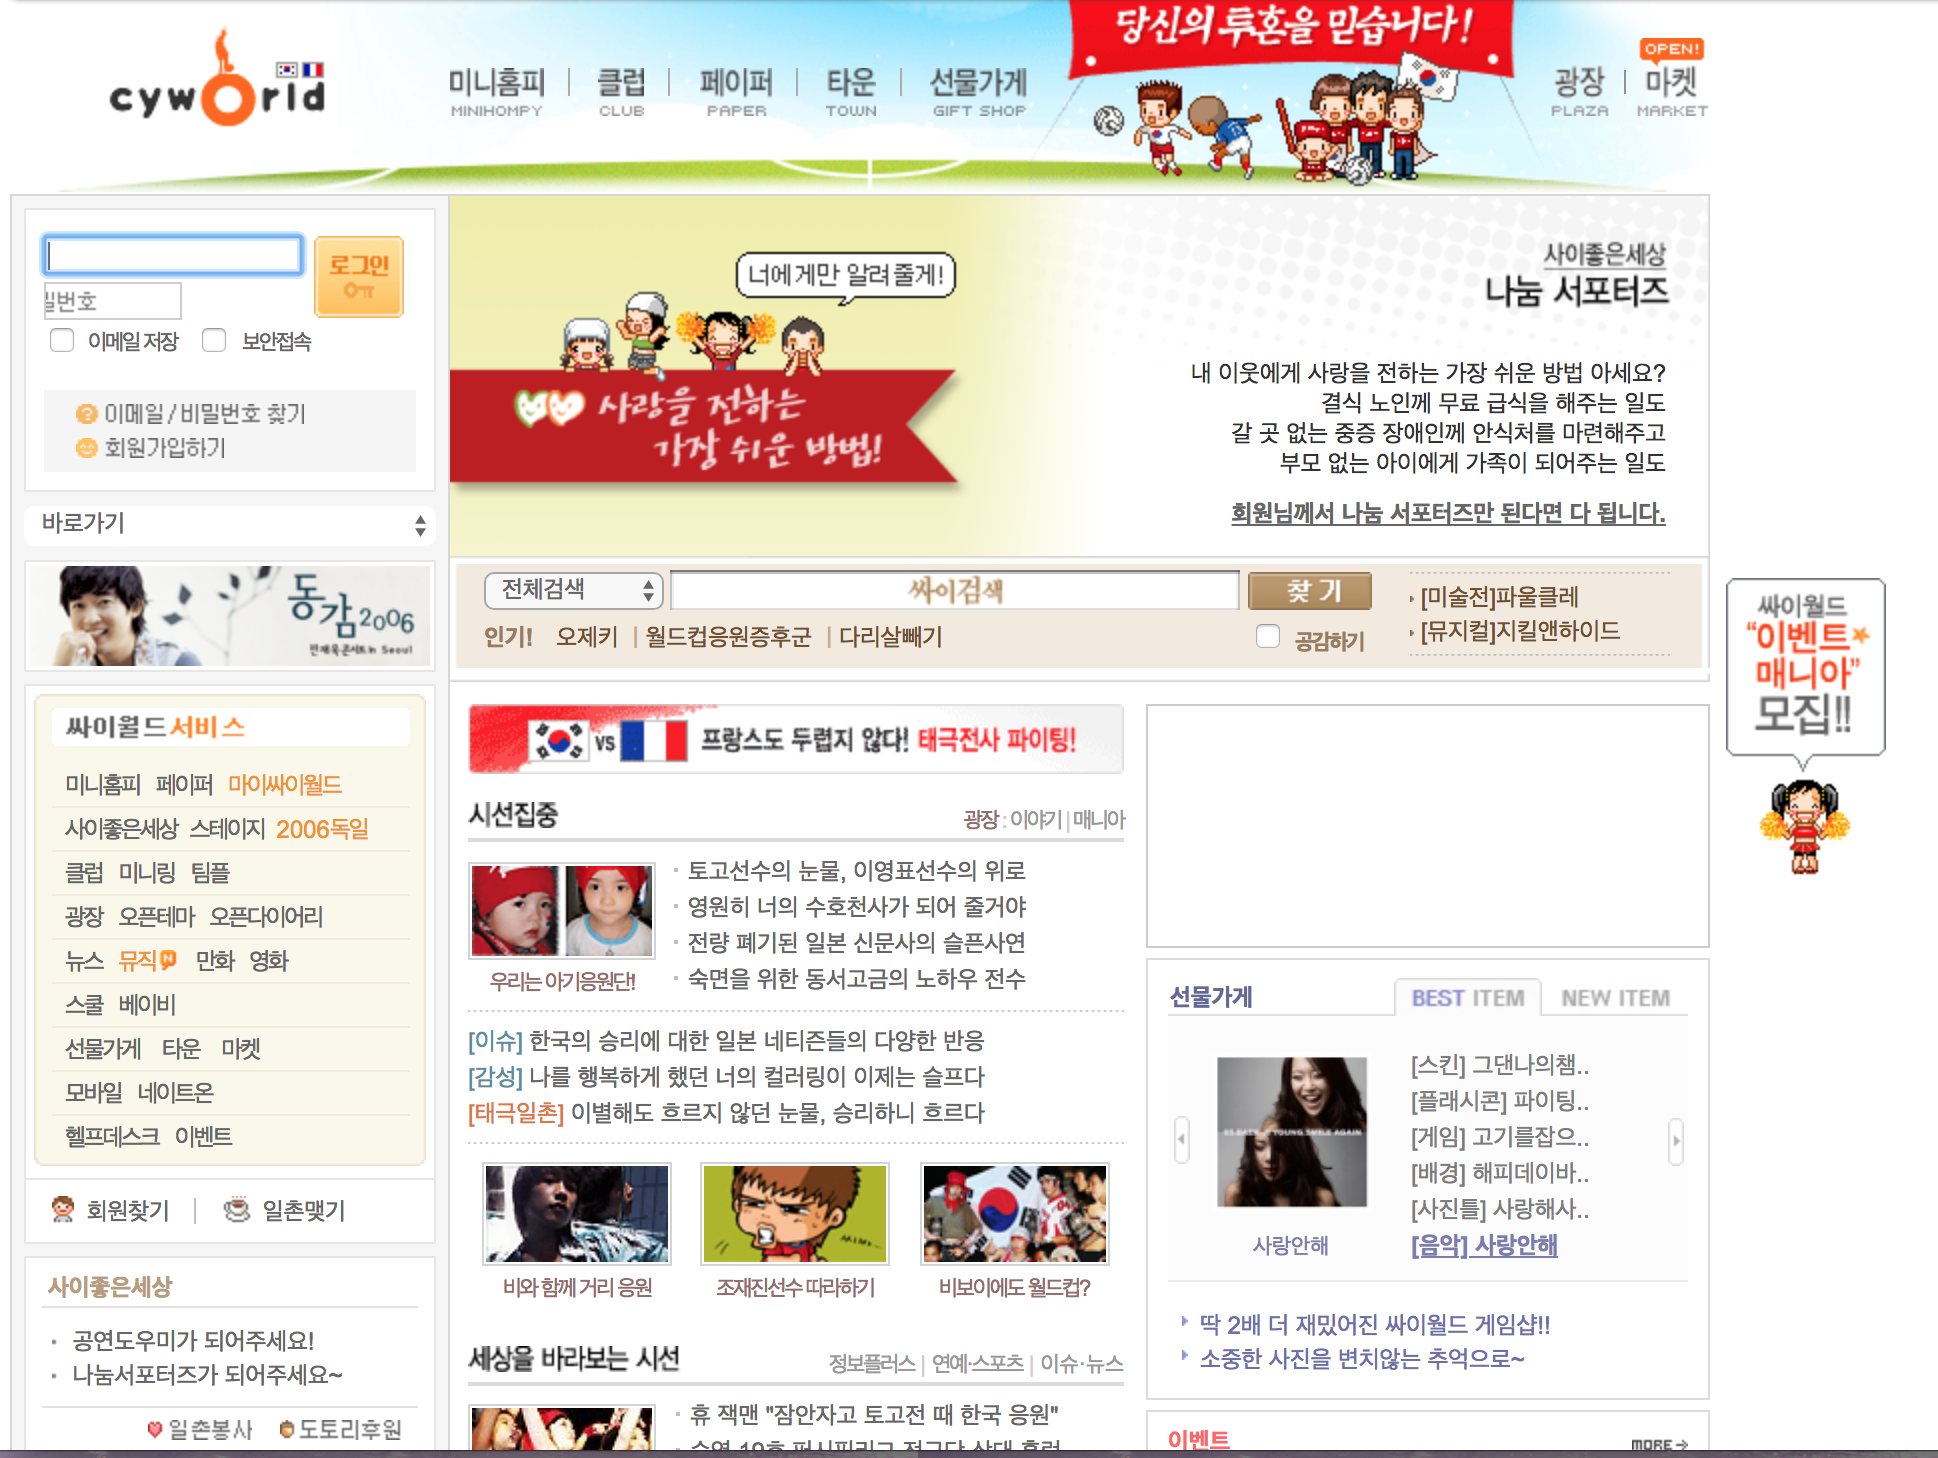 당신의 투혼을 믿습니다!
cyworld
미니홈피 | 클럽 | 페이퍼 | 타운 | 선물가게
MINIHOMPY CLUB PAPER TOWN GIFT SHOP
OPEN!
광장 | 마켓
PLAZA MARKET
로그인
밀번호
이메일 저장 보안접속
이메일 / 비밀번호 찾기
회원가입하기
바로가기
동감2006
in Seoul
싸이월드서비스
미니홈피 페이퍼 마이싸이월드
사이좋은세상 스테이지 2006독일
클럽 미니링 팀플
광장 오픈테마 오픈다이어리
뉴스 뮤직 N 만화 영화
스쿨 베이비
선물가게 타운 마켓
모바일 네이트온
헬프데스크 이벤트
회원찾기 | 일촌맺기
사이좋은세상
공연도우미가 되어주세요!
나눔서포터즈가 되어주세요~
일촌봉사 도토리후원
너에게만 알려줄게!
사랑을 전하는
가장 쉬운 방법!
사이좋은세상
나눔 서포터즈
내 이웃에게 사랑을 전하는 가장 쉬운 방법 아세요?
결식 노인께 무료 급식을 해주는 일도
갈 곳 없는 중증 장애인께 안식처를 마련해주고
부모 없는 아이에게 가족이 되어주는 일도
회원님께서 나눔 서포터즈만 된다면 다 됩니다.
전체검색 싸이검색 찾기
인기! 오제키 | 월드컵응원증후군 | 다리살빼기 공감하기
[미술전]파울클레
[뮤지컬]지킬앤하이드
VS 프랑스도 두렵지 않다! 태극전사 파이팅!
시선집중 광장 : 이야기 | 매니아
우리는 아기응원단!
토고선수의 눈물, 이영표선수의 위로
영원히 너의 수호천사가 되어 줄거야
전량 폐기된 일본 신문사의 슬픈사연
숙면을 위한 동서고금의 노하우 전수
[이슈] 한국의 승리에 대한 일본 네티즌들의 다양한 반응
[감성] 나를 행복하게 했던 너의 컬러링이 이제는 슬프다
[태극일촌] 이별해도 흐르지 않던 눈물, 승리하니 흐르다
비와 함께 거리 응원 조재진선수 따라하기 비보이에도 월드컵?
세상을 바라보는 시선 정보플러스 | 연예·스포츠 | 이슈·뉴스
휴 잭맨 "잠안자고 토고전 때 한국 응원"
선물가게 BEST ITEM NEW ITEM
YOUNG SMILE AGAIN
사랑안해
[스킨] 그댄나의챔..
[플래시콘] 파이팅..
[게임] 고기를잡으..
[배경] 해피데이바..
[사진틀] 사랑해사..
[음악] 사랑안해
딱 2배 더 재밌어진 싸이월드 게임샵!!
소중한 사진을 변치않는 추억으로~
이벤트 MORE
싸이월드
"이벤트
매니아"
모집!!